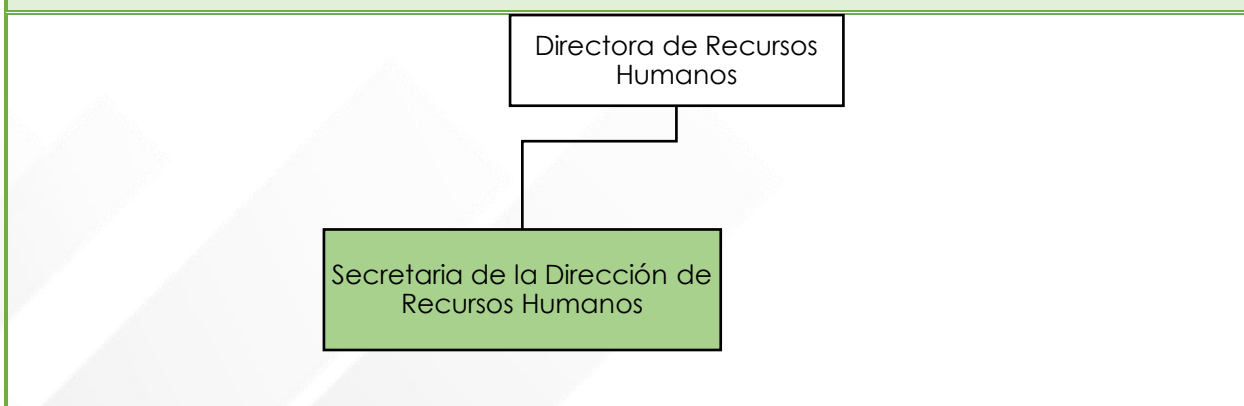 Directora de Recursos
Humanos
Secretaria de la Dirección de
Recursos Humanos